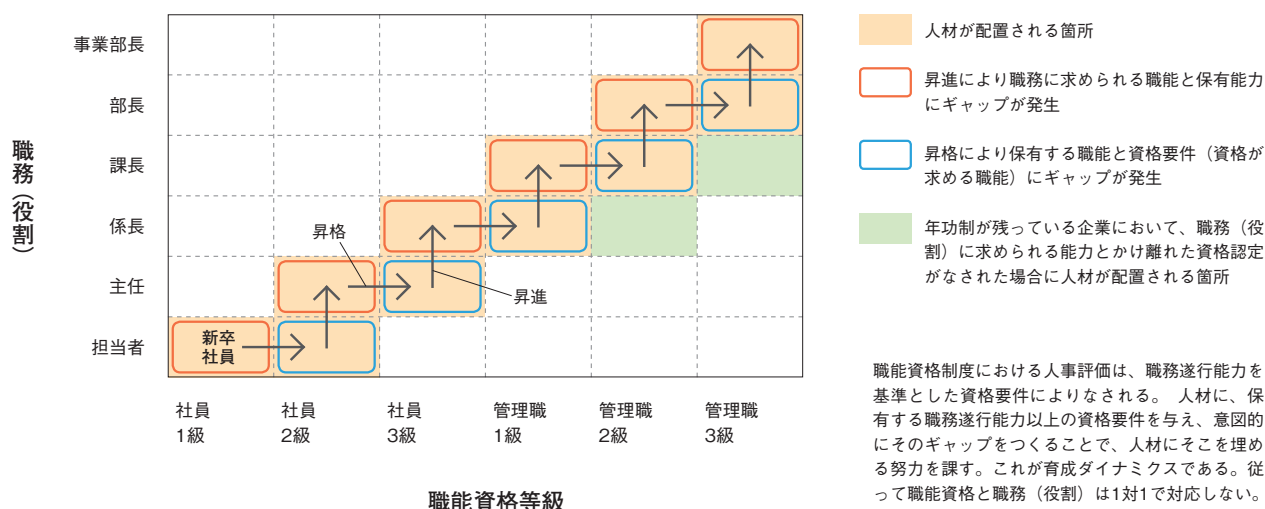 職務（役割）
事業部長
部長
課長
係長
主任
担当者
昇格
昇進
新卒
社員
社員
1級
社員
2級
社員
3級
管理職
1級
管理職
2級
管理職
3級
職能資格等級
人材が配置される箇所
昇進により職務に求められる職能と保有能力
にギャップが発生
昇格により保有する職能と資格要件（資格が
求める職能）にギャップが発生
年功制が残っている企業において、職務（役
割）に求められる能力とかけ離れた資格認定
がなされた場合に人材が配置される箇所
職能資格制度における人事評価は、職務遂行能力を
基準とした資格要件によりなされる。 人材に、保
有する職務遂行能力以上の資格要件を与え、意図的
にそのギャップをつくることで、人材にそこを埋め
る努力を課す。これが育成ダイナミクスである。従
って職能資格と職務（役割）は1対1で対応しない。